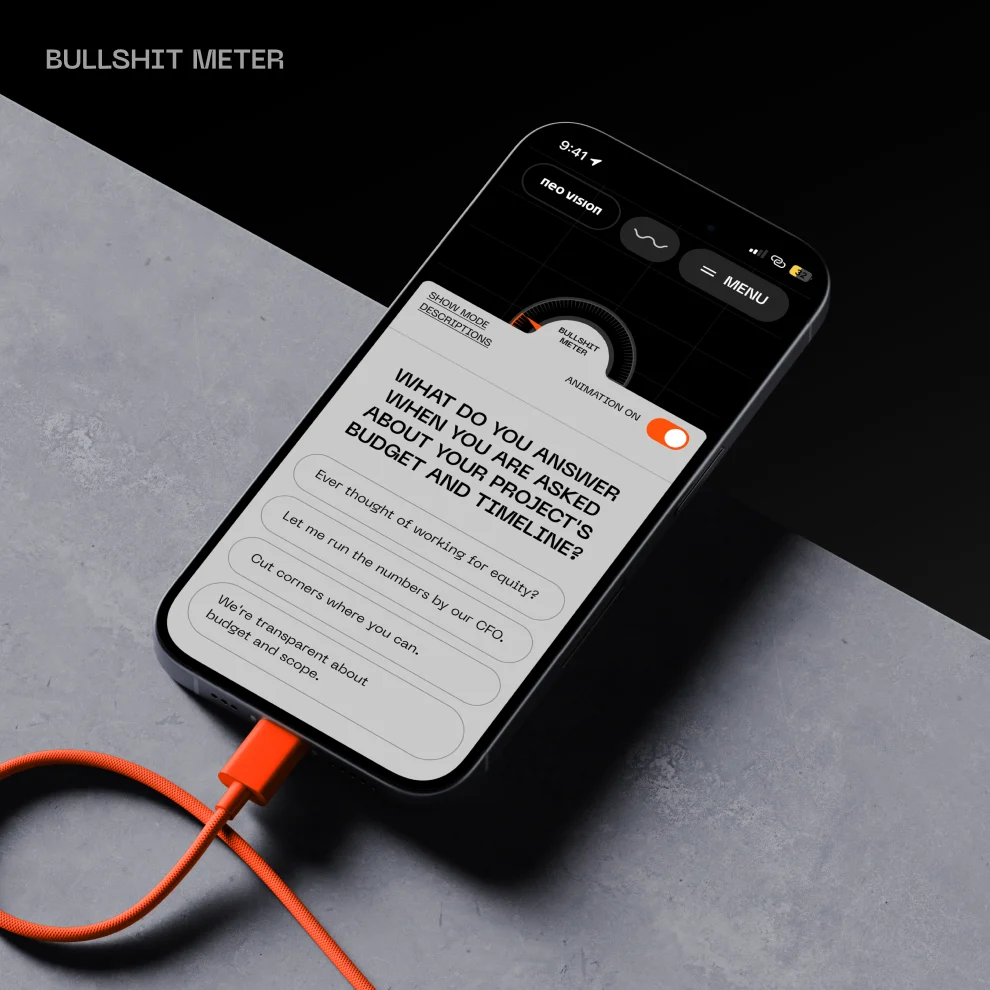 BULLSHIT METER
9:41
neo vision
MENU
SHOW MODE
DESCRIPTIONS
BULLSHIT
METER
ANIMATION ON
WHAT DO YOU ANSWER
WHEN YOU ARE ASKED
ABOUT YOUR PROJECT'S
BUDGET AND TIMELINE?
Ever thought of working for equity?
Let me run the numbers by our CFO.
Cut corners where you can.
We're transparent about
budget and scope.